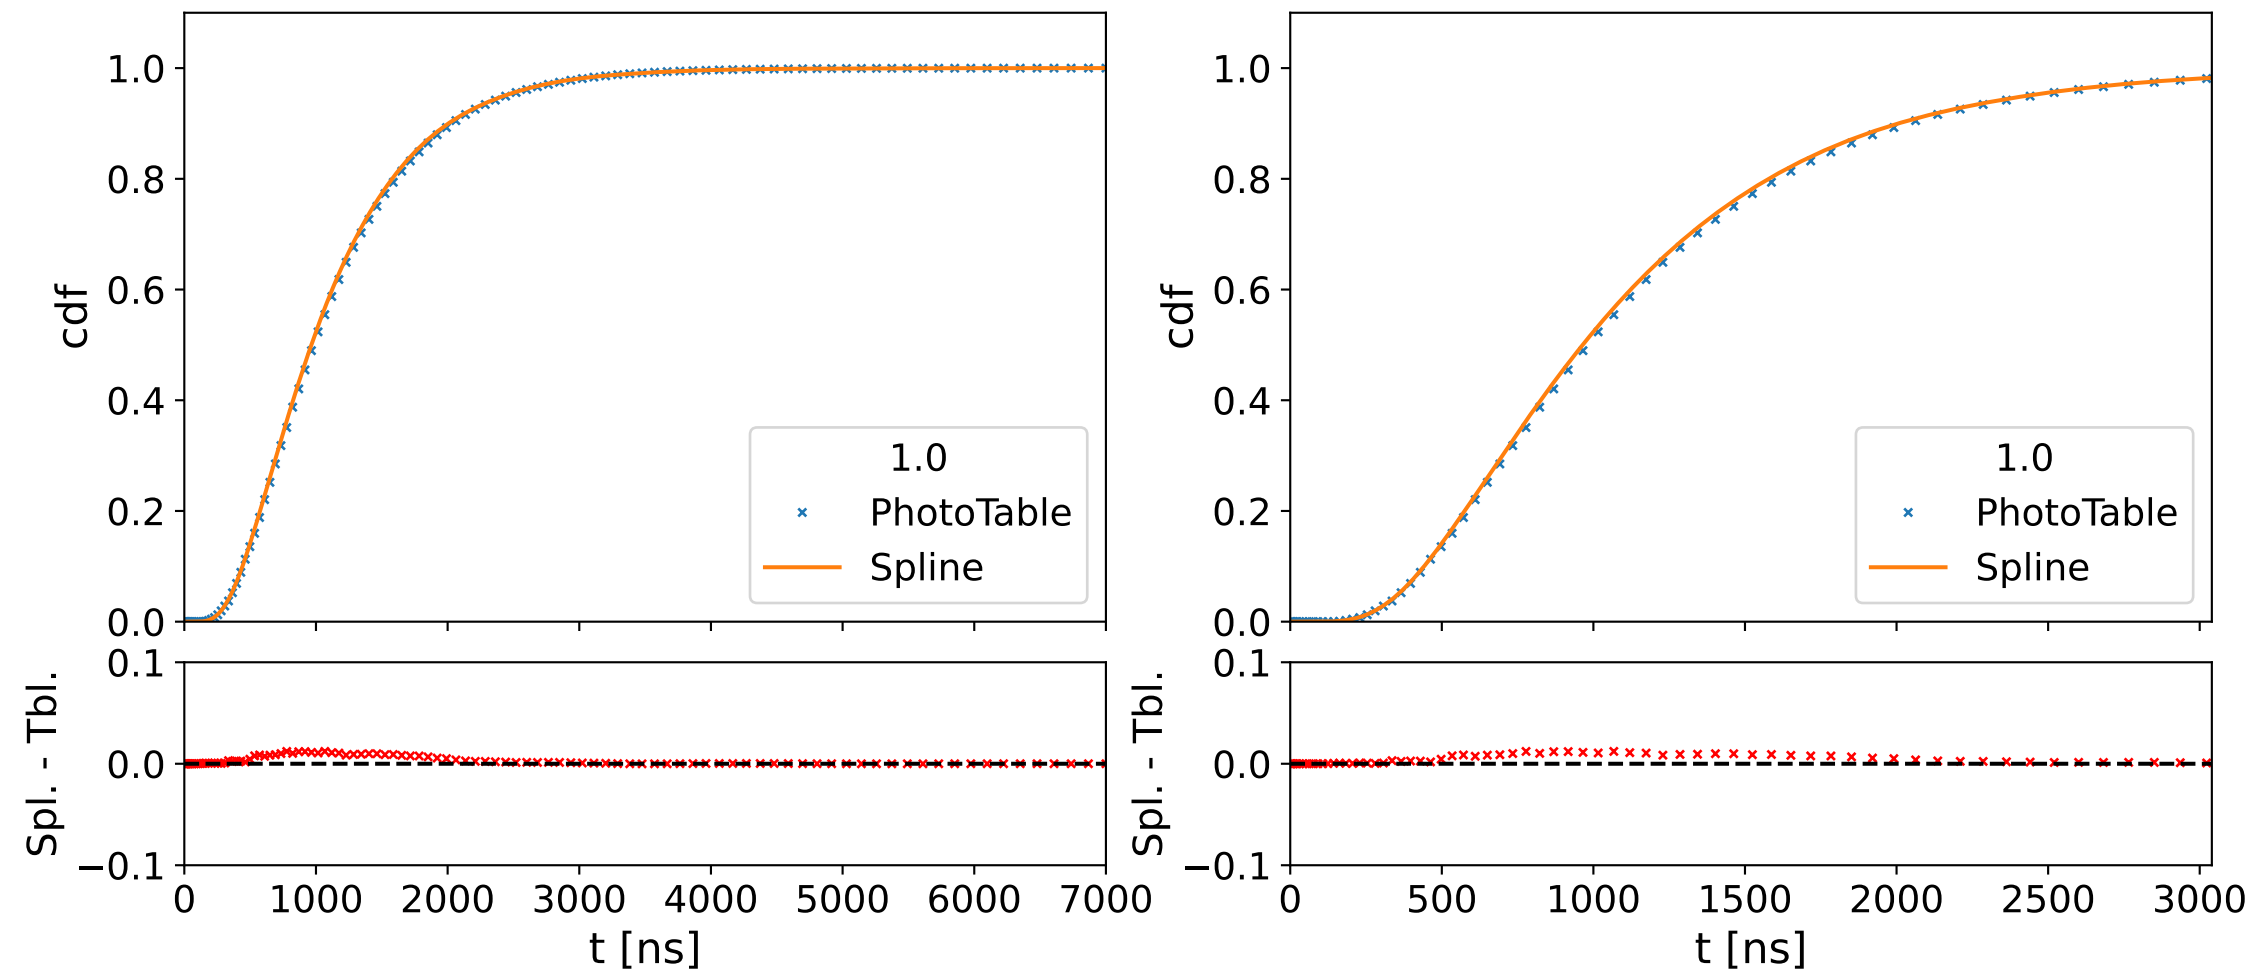 cdf
1.0
0.8
0.6
0.4
0.2
0.0
1.0
PhotoTable
Spline
Spl. - Tbl.
0.1
0.0
−0.1
0 1000 2000 3000 4000 5000 6000 7000
t [ns]
cdf
1.0
0.8
0.6
0.4
0.2
0.0
1.0
PhotoTable
Spline
Spl. - Tbl.
0.1
0.0
−0.1
0 500 1000 1500 2000 2500 3000
t [ns]